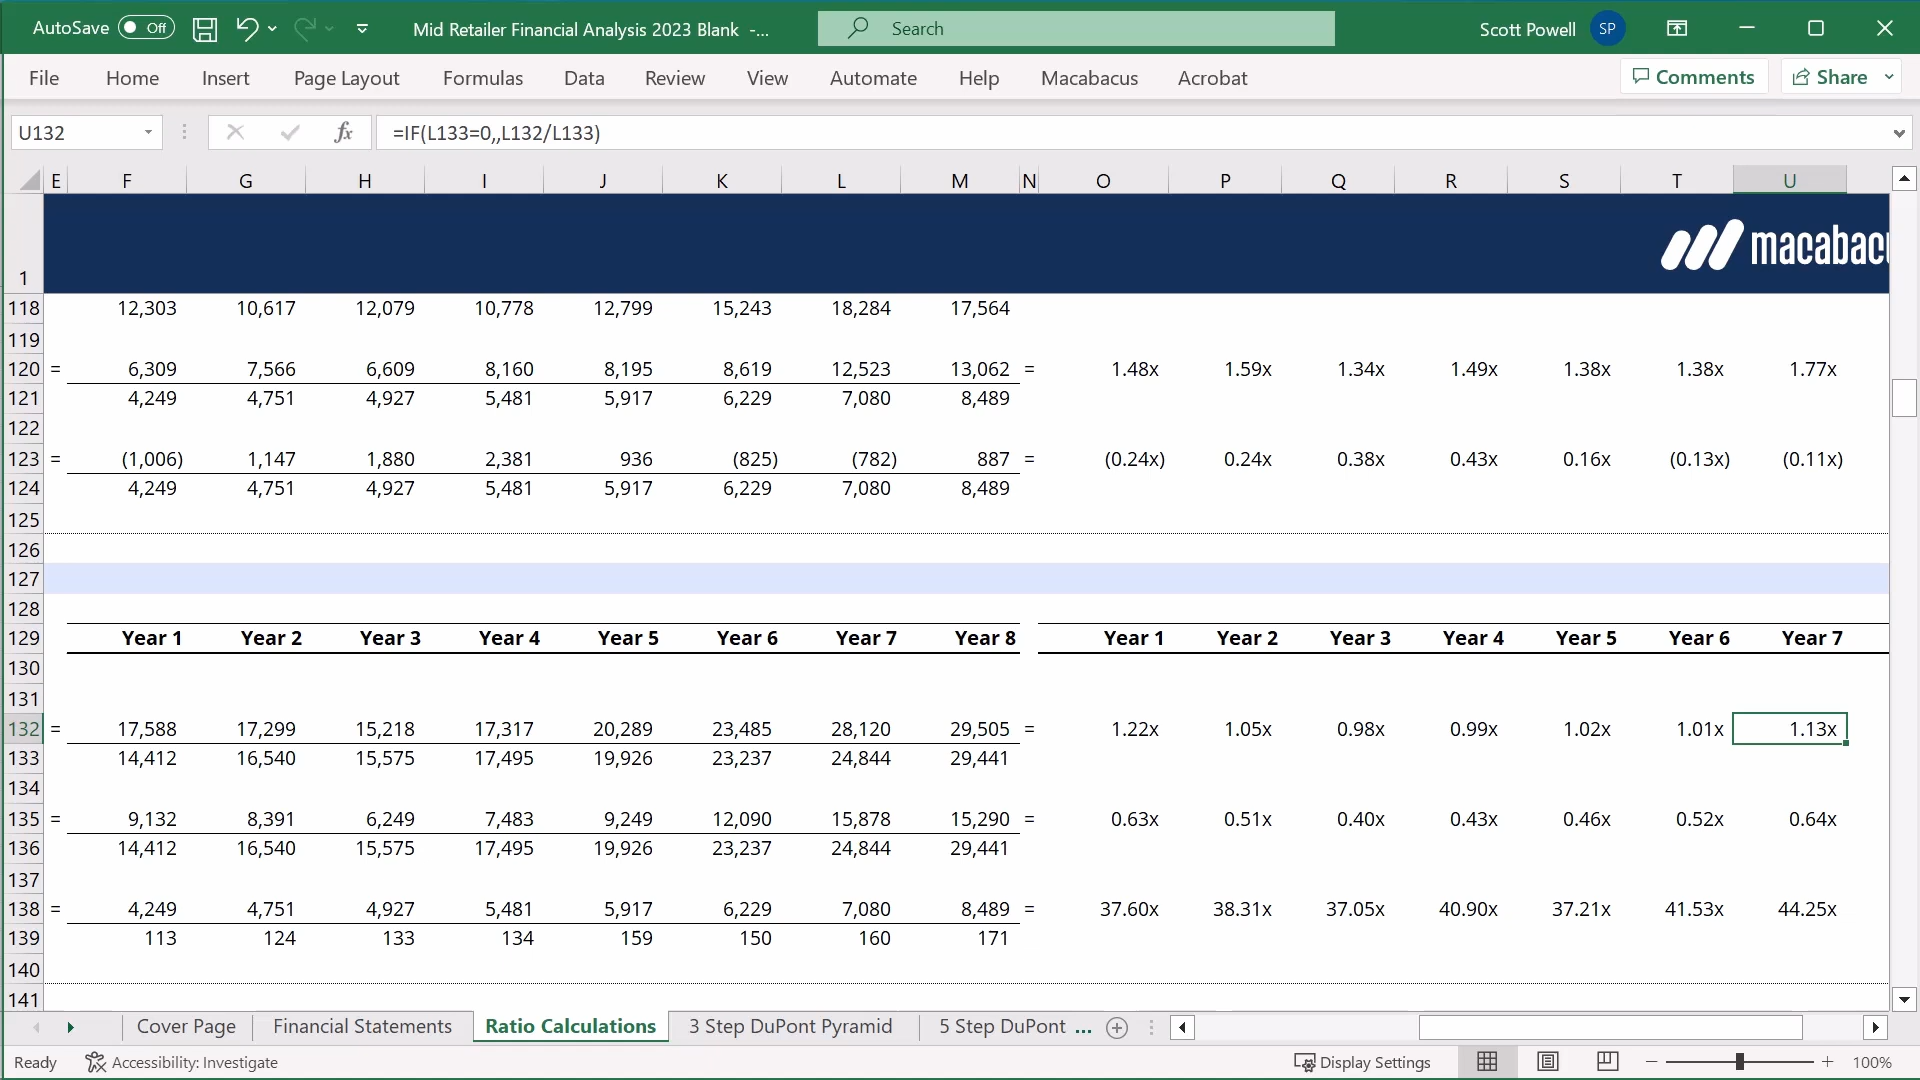 AutoSave Off Mid Retailer Financial Analysis 2023 Blank -... Search Scott Powell SP
File Home Insert Page Layout Formulas Data Review View Automate Help Macabacus Acrobat Comments Share
U132 fx =IF(L133=0,,L132/L133)
E F G H I J K L M N O P Q R S T U
1 macabacu
118 12,303 10,617 12,079 10,778 12,799 15,243 18,284 17,564
119
120 = 6,309 7,566 6,609 8,160 8,195 8,619 12,523 13,062 = 1.48x 1.59x 1.34x 1.49x 1.38x 1.38x 1.77x
121 4,249 4,751 4,927 5,481 5,917 6,229 7,080 8,489
122
123 = (1,006) 1,147 1,880 2,381 936 (825) (782) 887 = (0.24x) 0.24x 0.38x 0.43x 0.16x (0.13x) (0.11x)
124 4,249 4,751 4,927 5,481 5,917 6,229 7,080 8,489
125
126
127
128
129 Year 1 Year 2 Year 3 Year 4 Year 5 Year 6 Year 7 Year 8 Year 1 Year 2 Year 3 Year 4 Year 5 Year 6 Year 7
130
131
132 = 17,588 17,299 15,218 17,317 20,289 23,485 28,120 29,505 = 1.22x 1.05x 0.98x 0.99x 1.02x 1.01x 1.13x
133 14,412 16,540 15,575 17,495 19,926 23,237 24,844 29,441
134
135 = 9,132 8,391 6,249 7,483 9,249 12,090 15,878 15,290 = 0.63x 0.51x 0.40x 0.43x 0.46x 0.52x 0.64x
136 14,412 16,540 15,575 17,495 19,926 23,237 24,844 29,441
137
138 = 4,249 4,751 4,927 5,481 5,917 6,229 7,080 8,489 = 37.60x 38.31x 37.05x 40.90x 37.21x 41.53x 44.25x
139 113 124 133 134 159 150 160 171
140
141
Cover Page Financial Statements Ratio Calculations 3 Step DuPont Pyramid 5 Step DuPont ...
Ready Accessibility: Investigate Display Settings 100%